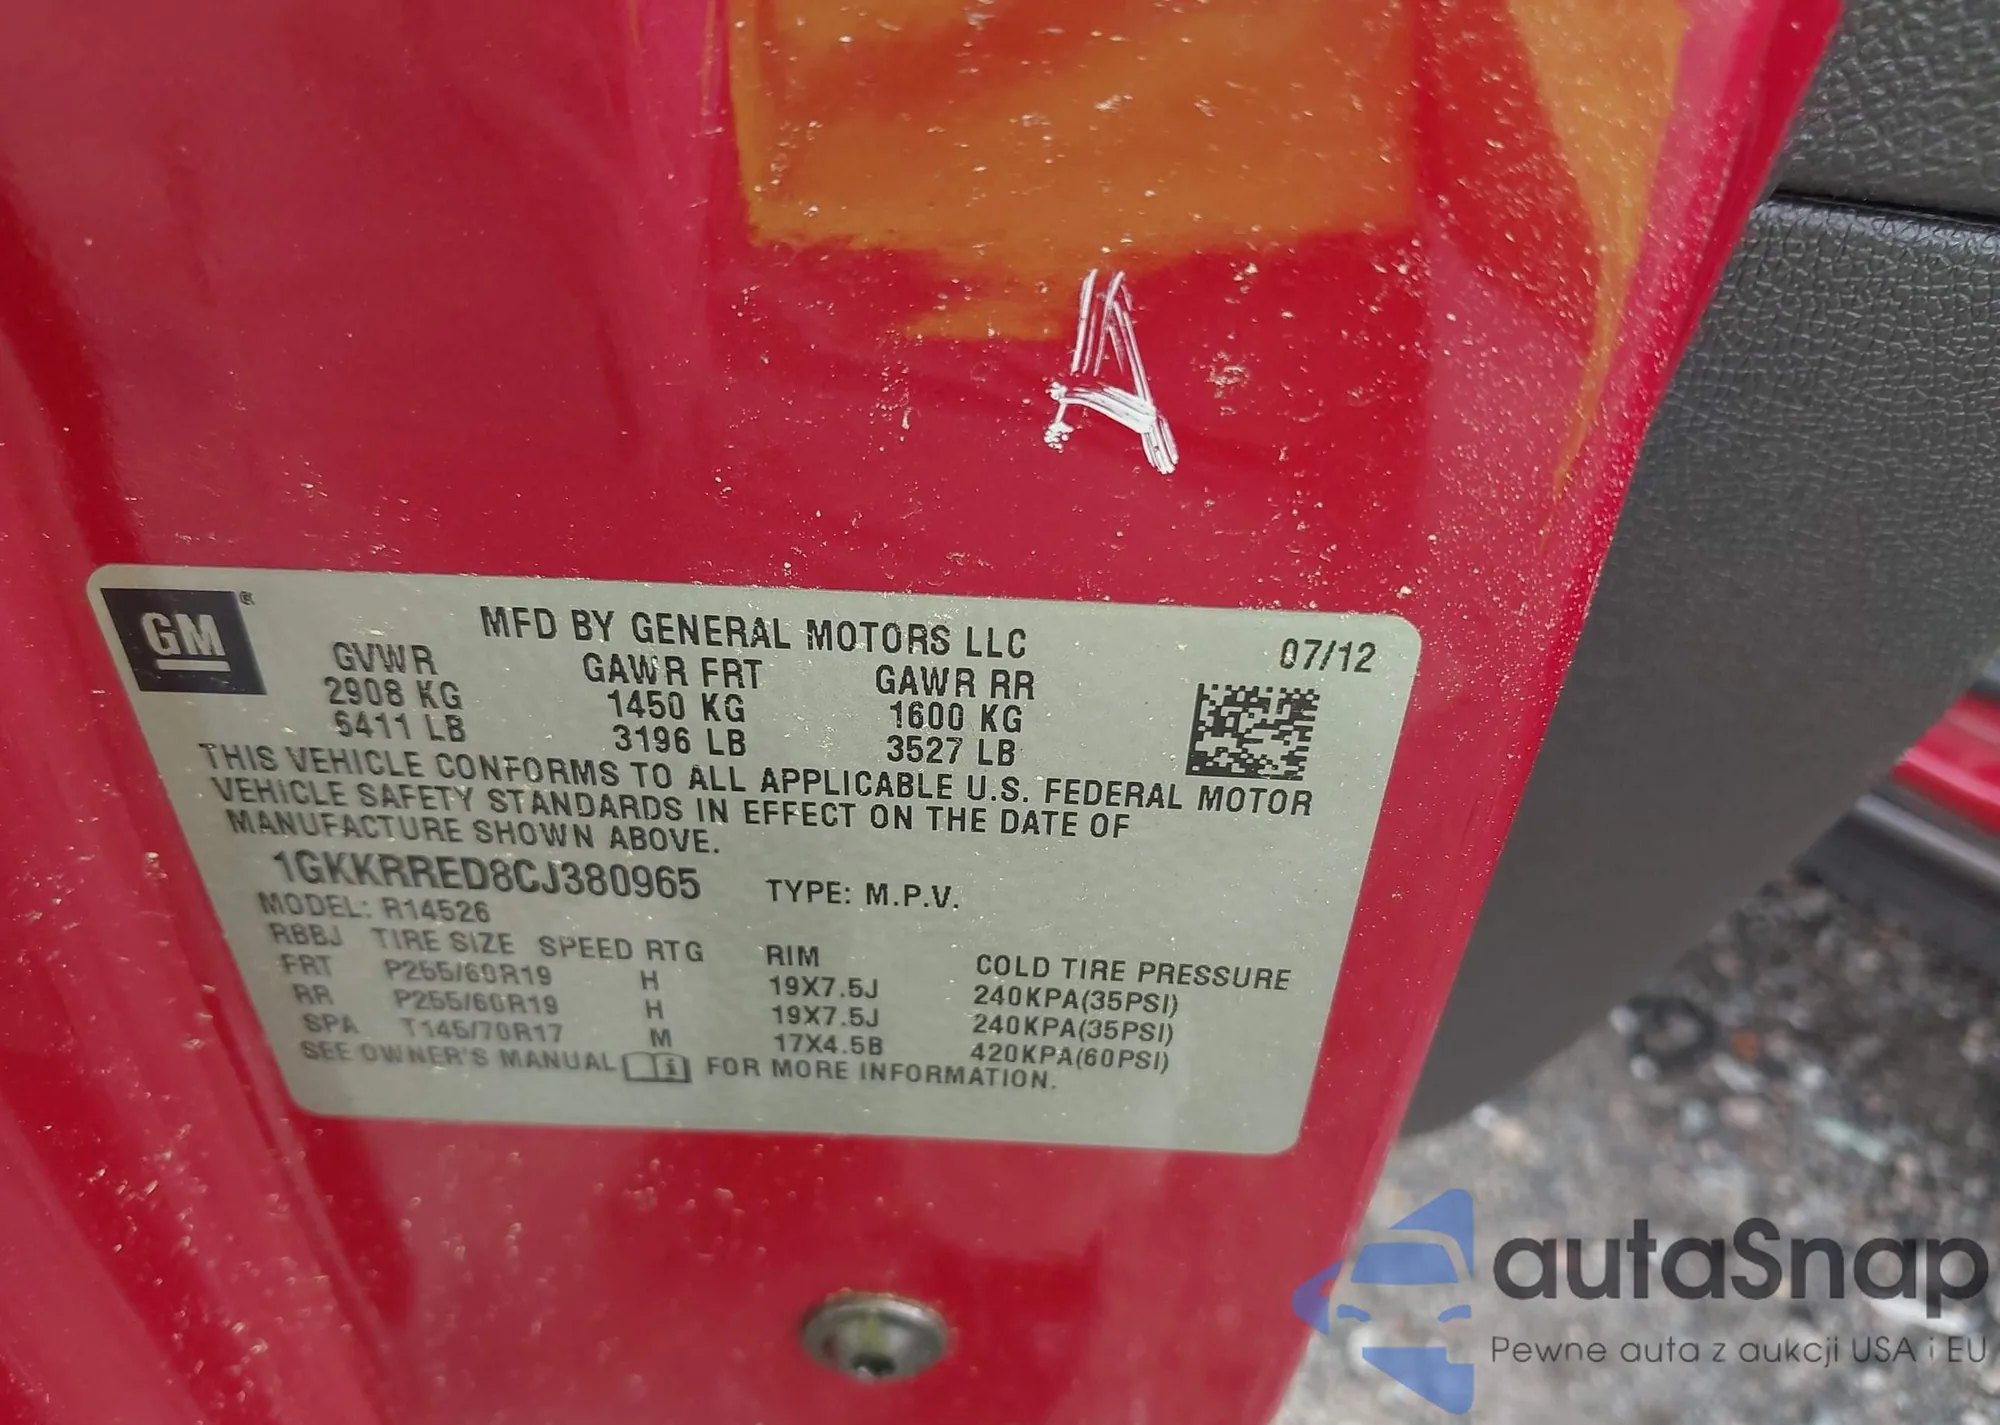 A
GM
MFD BY GENERAL MOTORS LLC 07/12
GVWR GAWR FRT GAWR RR
2908 KG 1450 KG 1600 KG
6411 LB 3196 LB 3527 LB
THIS VEHICLE CONFORMS TO ALL APPLICABLE U.S. FEDERAL MOTOR
VEHICLE SAFETY STANDARDS IN EFFECT ON THE DATE OF
MANUFACTURE SHOWN ABOVE.
1GKKRRED8CJ380965 TYPE: M.P.V.
MODEL: R14526
RBBJ TIRE SIZE SPEED RTG RIM COLD TIRE PRESSURE
FRT P255/60R19 H 19X7.5J 240KPA(35PSI)
RR P255/60R19 H 19X7.5J 240KPA(35PSI)
SPA T145/70R17 M 17X4.5B 420KPA(60PSI)
SEE OWNER'S MANUAL FOR MORE INFORMATION.
autaSnap
Pewne auta z aukcji USA i EU